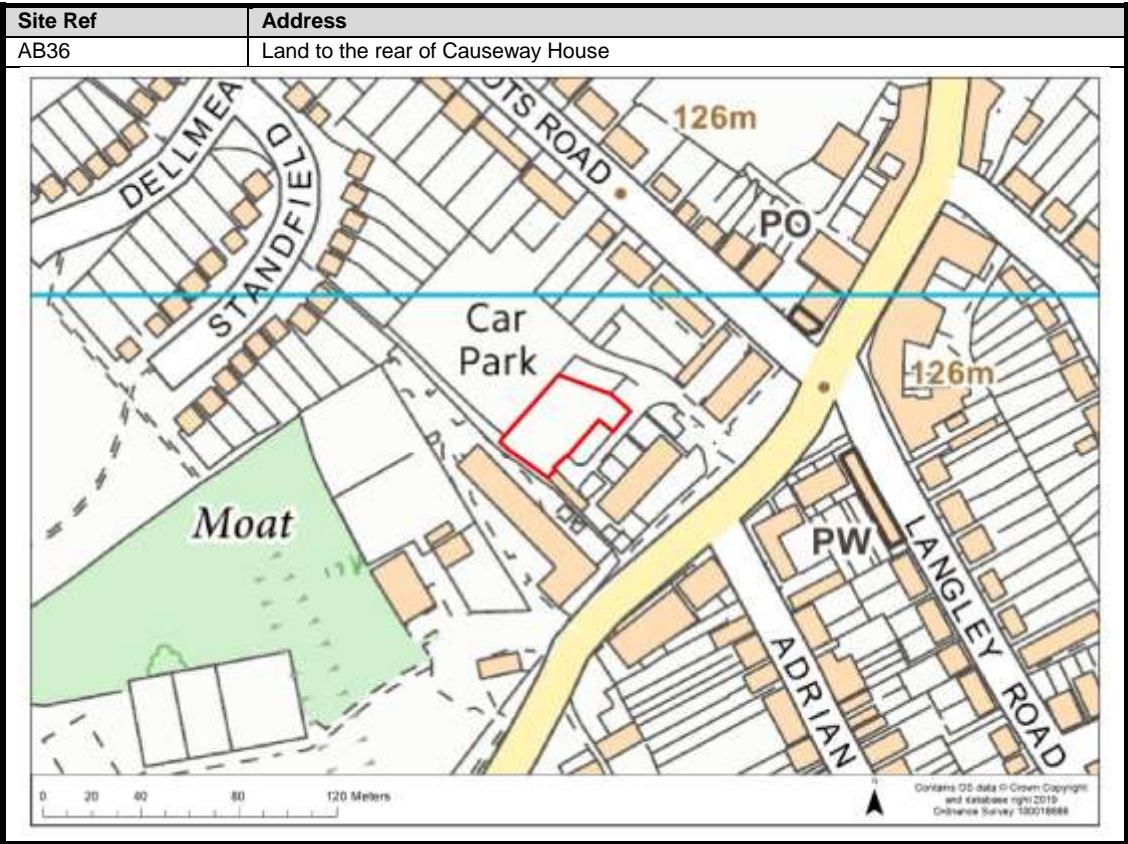 Site Ref Address
AB36 Land to the rear of Causeway House
OTS ROAD
126m
DELLMEA
STANDFIELD
PO
Car
Park
126m
Moat
PW
LANGLEY ROAD
ADRIAN
0 20 40 80 120 Meters
N
Contains OS data © Crown Copyright
and database right 2019
Ordnance Survey 100018686